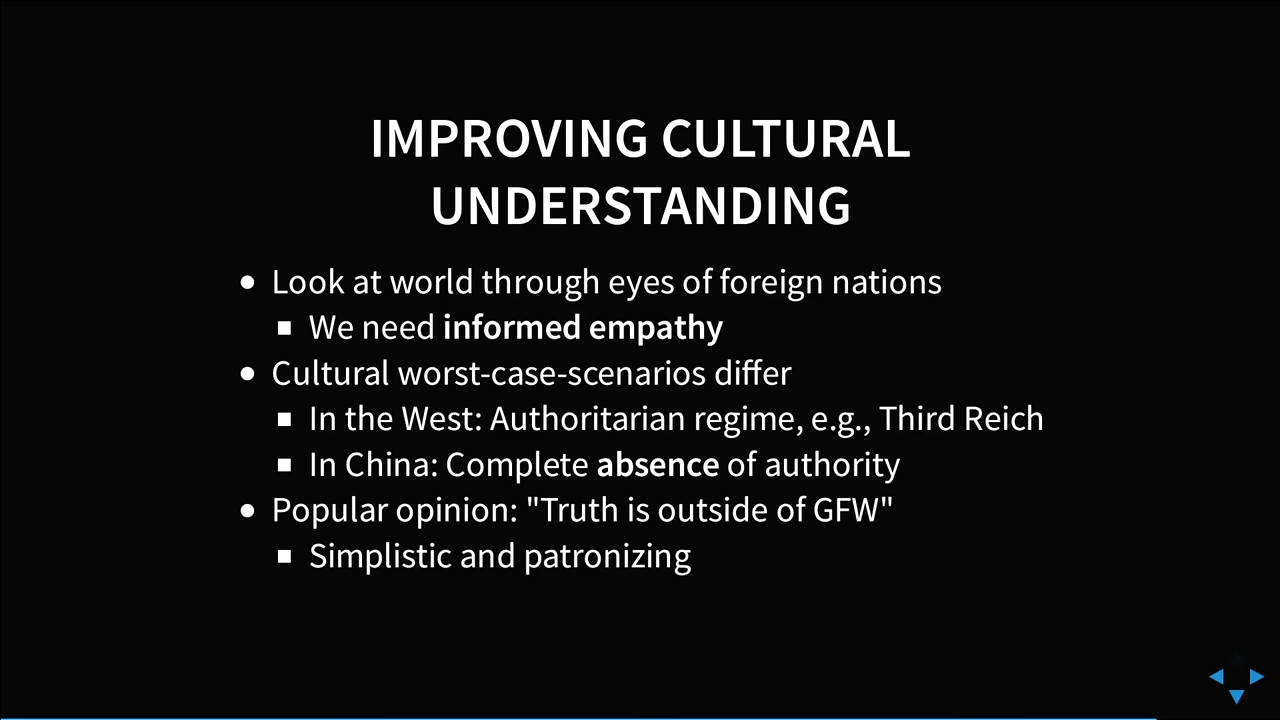 IMPROVING CULTURAL
UNDERSTANDING
Look at world through eyes of foreign nations
We need informed empathy
Cultural worst-case-scenarios differ
In the West: Authoritarian regime, e.g., Third Reich
In China: Complete absence of authority
Popular opinion: "Truth is outside of GFW"
Simplistic and patronizing